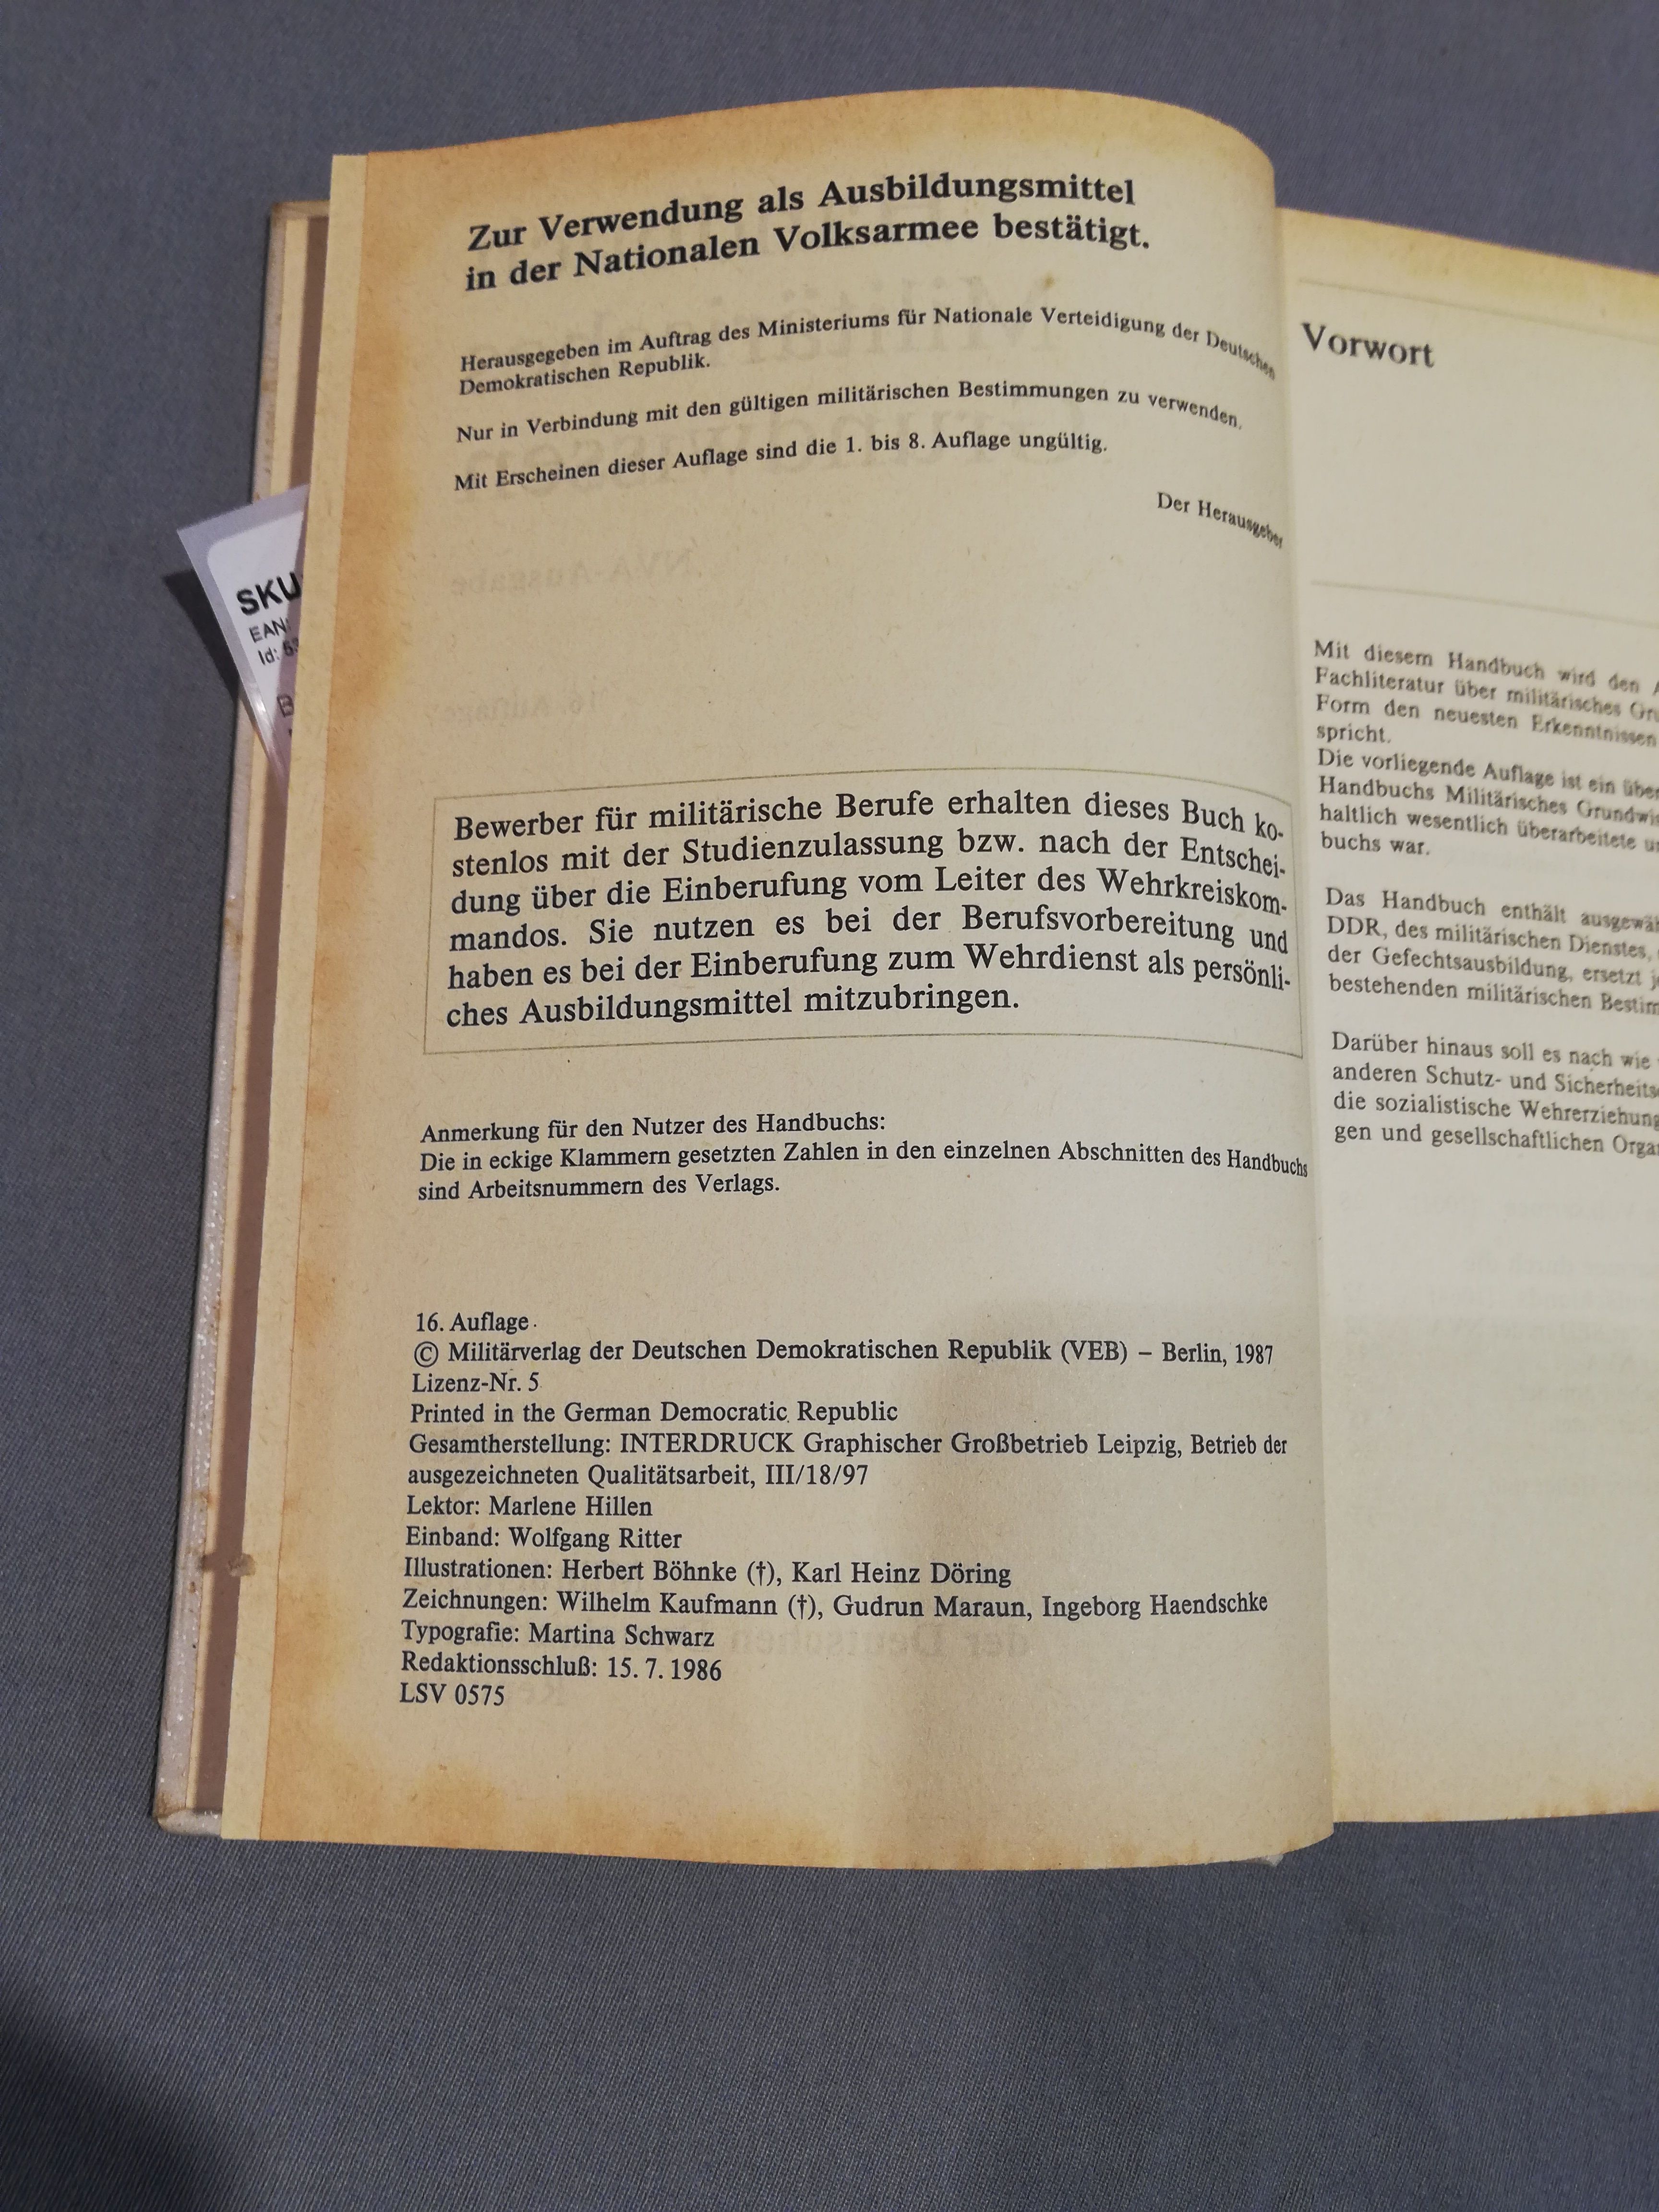 Zur Verwendung als Ausbildungsmittel
in der Nationalen Volksarmee bestätigt.
Herausgegeben im Auftrag des Ministeriums für Nationale Verteidigung der Deutschen
Demokratischen Republik.
Nur in Verbindung mit den gültigen militärischen Bestimmungen zu verwenden.
Mit Erscheinen dieser Auflage sind die 1. bis 8. Auflage ungültig.
Der Herausgeber
NVA-Ausgabe
16. Auflage
SKU
EAN:
Id:
Bewerber für militärische Berufe erhalten dieses Buch ko-
stenlos mit der Studienzulassung bzw. nach der Entschei-
dung über die Einberufung vom Leiter des Wehrkreiskom-
mandos. Sie nutzen es bei der Berufsvorbereitung und
haben es bei der Einberufung zum Wehrdienst als persönli-
ches Ausbildungsmittel mitzubringen.
Anmerkung für den Nutzer des Handbuchs:
Die in eckige Klammern gesetzten Zahlen in den einzelnen Abschnitten des Handbuchs
sind Arbeitsnummern des Verlags.
16. Auflage
© Militärverlag der Deutschen Demokratischen Republik (VEB) – Berlin, 1987
Lizenz-Nr. 5
Printed in the German Democratic Republic
Gesamtherstellung: INTERDRUCK Graphischer Großbetrieb Leipzig, Betrieb der
ausgezeichneten Qualitätsarbeit, III/18/97
Lektor: Marlene Hillen
Einband: Wolfgang Ritter
Illustrationen: Herbert Böhnke (†), Karl Heinz Döring
Zeichnungen: Wilhelm Kaufmann (†), Gudrun Maraun, Ingeborg Haendschke
Typografie: Martina Schwarz
Redaktionsschluß: 15. 7. 1986
LSV 0575
Vorwort
Mit diesem Handbuch wird den
Fachliteratur über militärisches
Form den neuesten Erkenntnissen
spricht.
Die vorliegende Auflage ist ein
Handbuchs Militärisches
haltlich wesentlich überarbeitete
buchs war.
Das Handbuch enthält
DDR, des militärischen Dienstes,
der Gefechtsausbildung, ersetzt
bestehenden militärischen
Darüber hinaus soll es nach wie
anderen Schutz- und
die sozialistische Wehrerziehung
gen und gesellschaftlichen